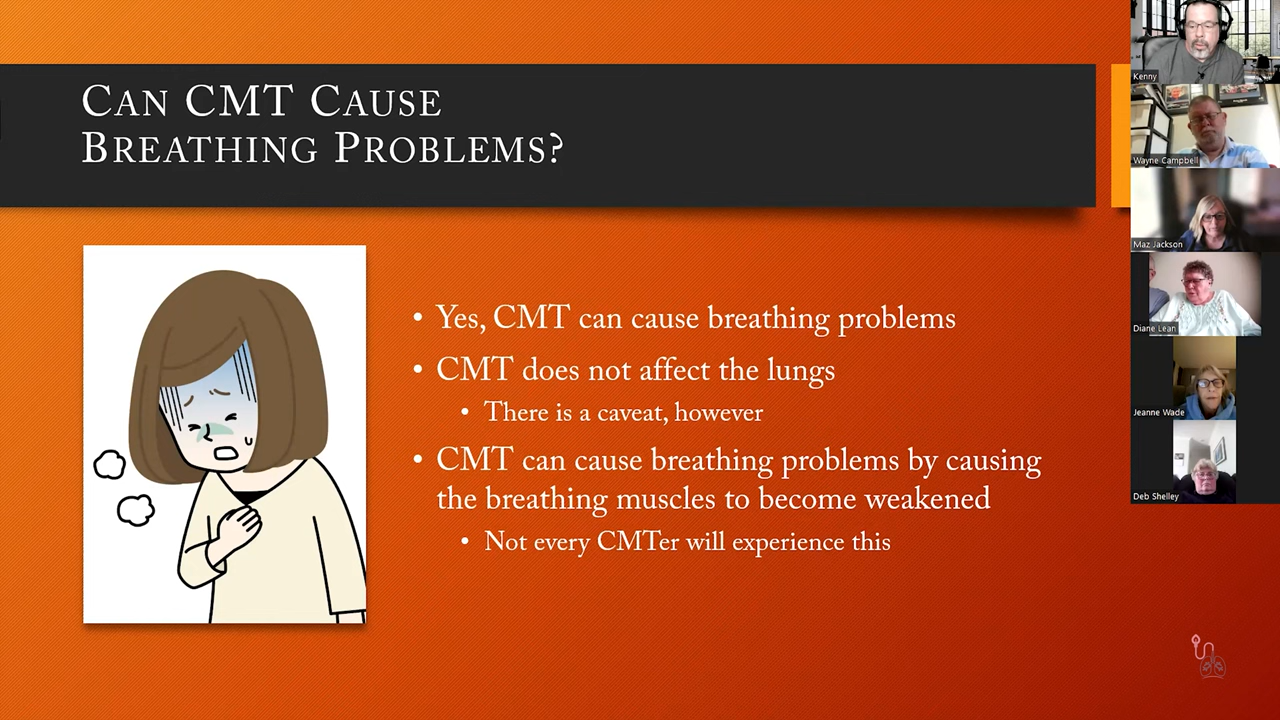 CAN CMT CAUSE
BREATHING PROBLEMS?
• Yes, CMT can cause breathing problems
• CMT does not affect the lungs
• There is a caveat, however
• CMT can cause breathing problems by causing
the breathing muscles to become weakened
• Not every CMTer will experience this
Kenny
Wayne Campbell
Maz Jackson
Diane Lean
Jeanne Wade
Deb Shelley